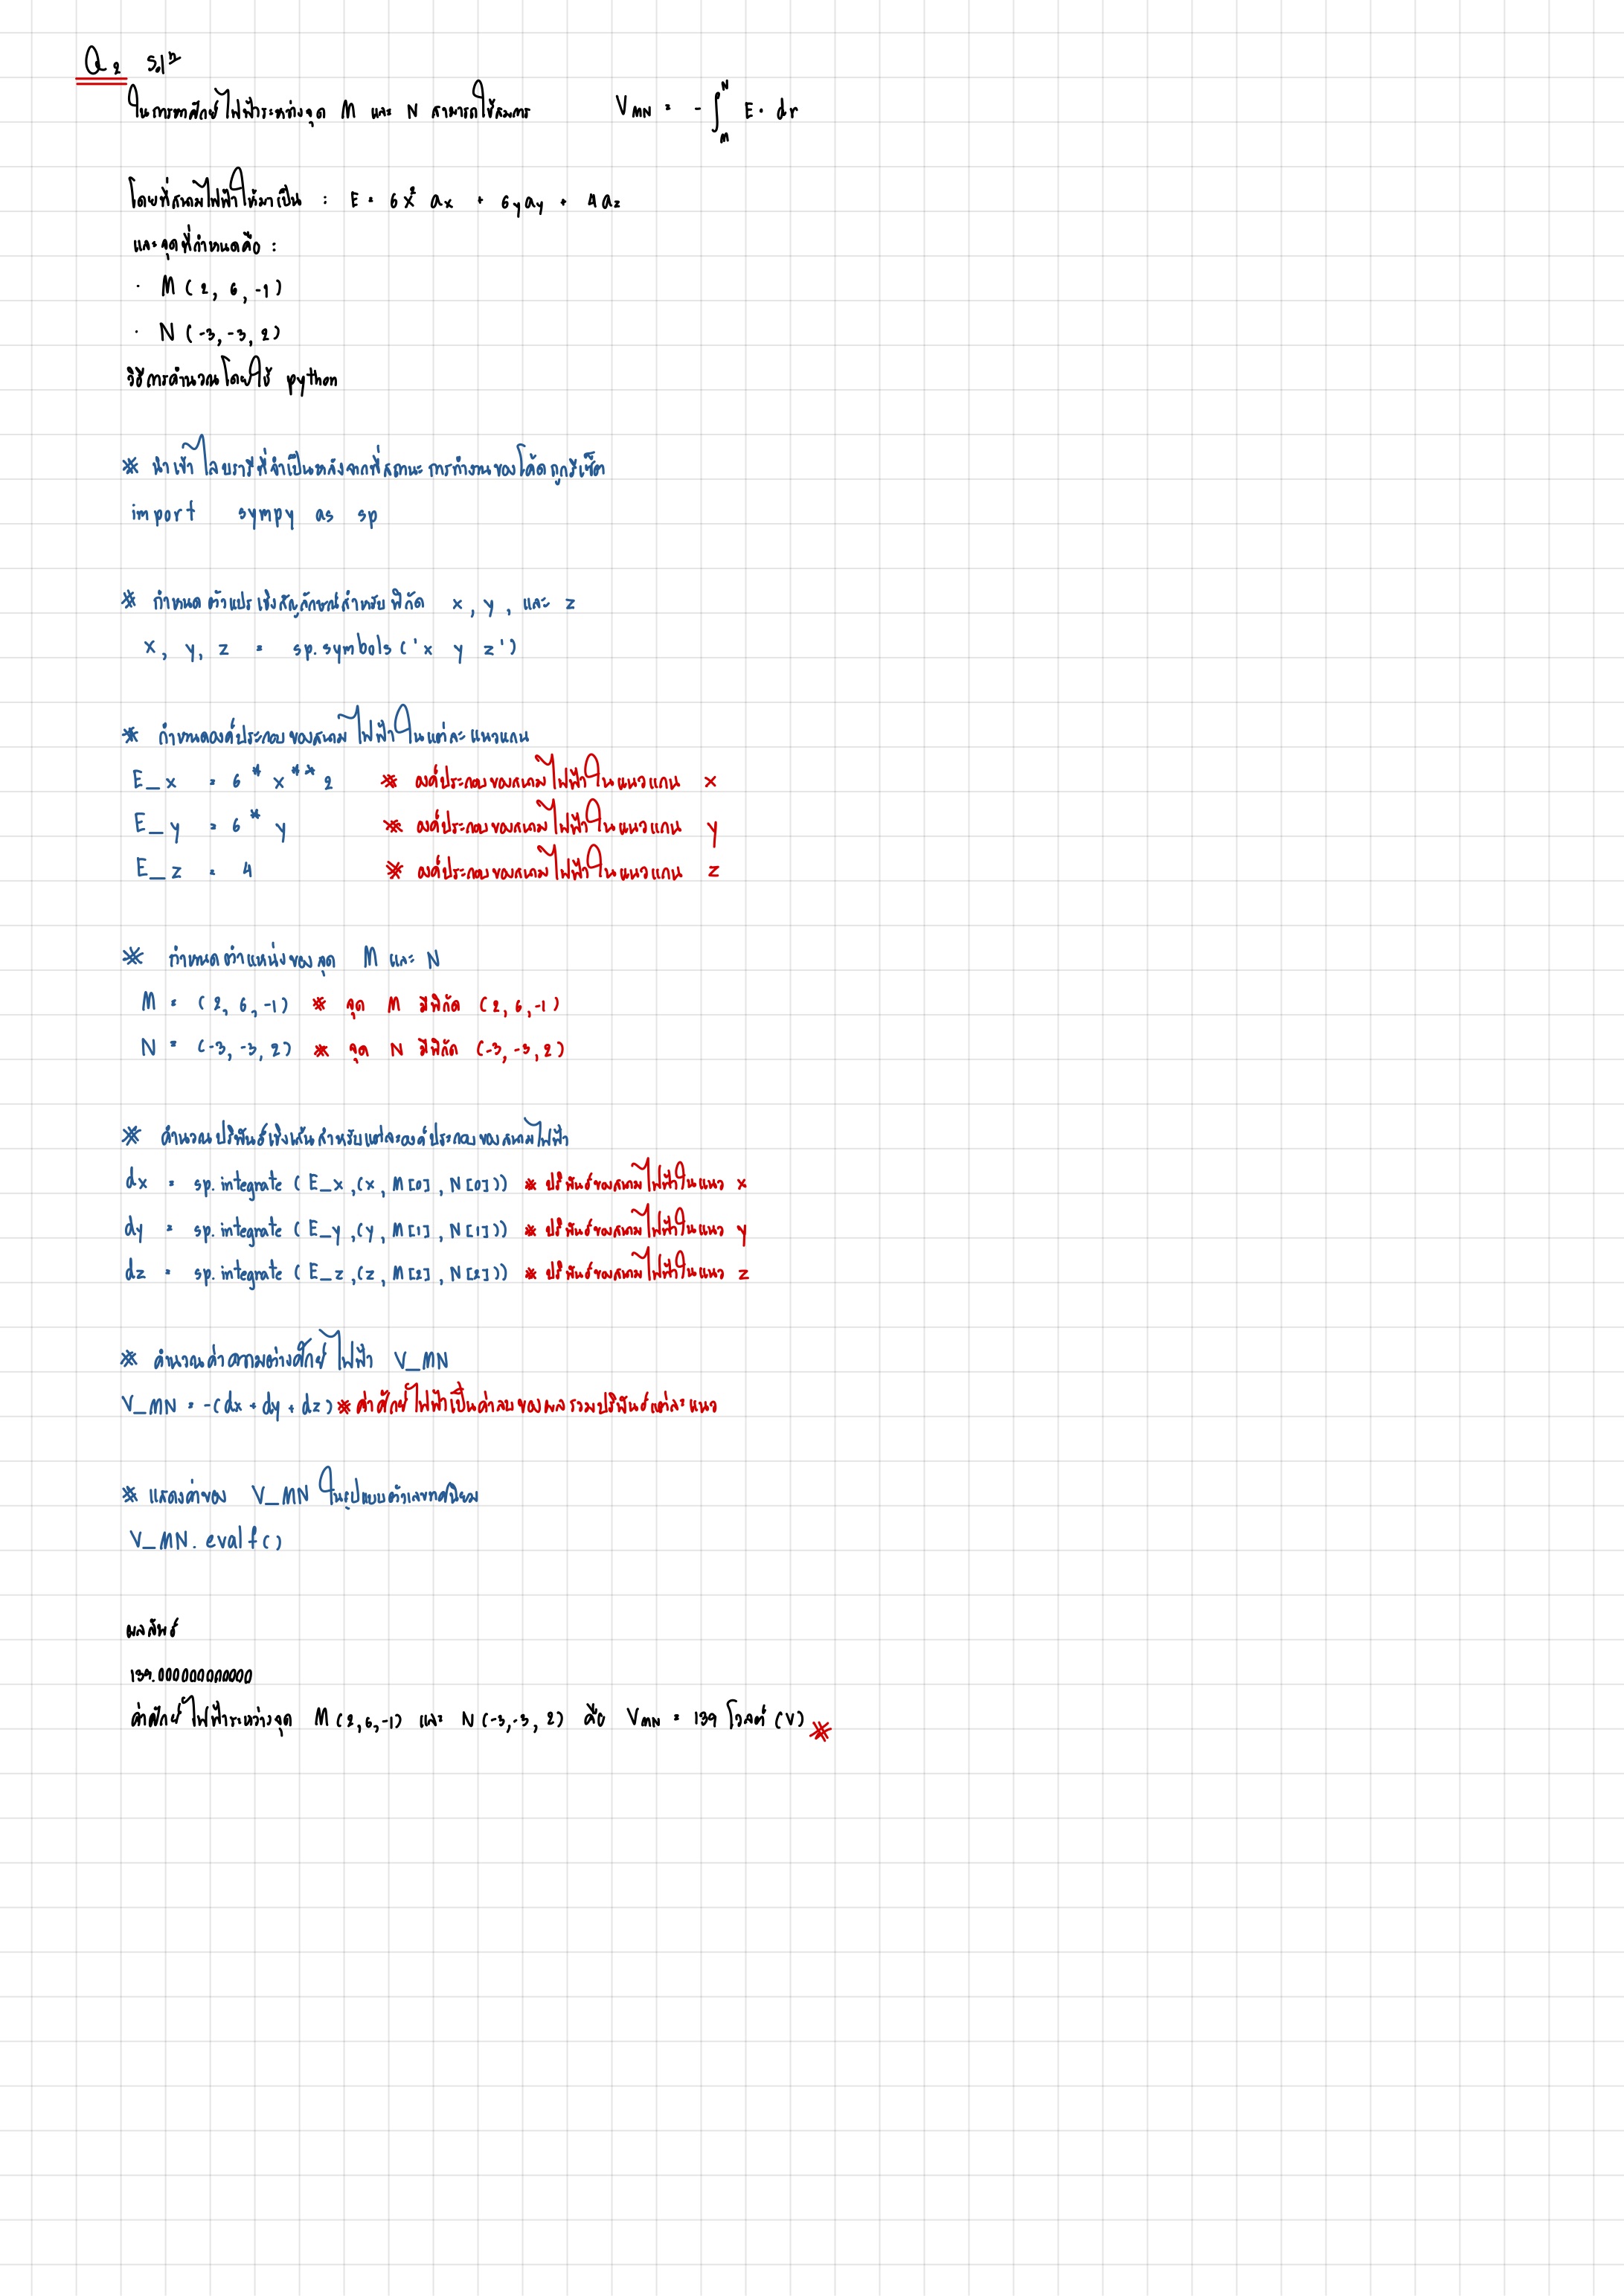 Q2 Solⁿ
ในการหาศักย์ไฟฟ้าระหว่างจุด M และ N สามารถใช้สมการ V_MN = - ∫_M^N E · dr
โดยที่สนามไฟฟ้าให้มาเป็น : E = 6x² ax + 6yay + 4az
และจุดที่กำหนดคือ :
· M (2, 6, -1)
· N (-3, -3, 2)
วิธีการคำนวณโดยใช้ python
* นำเข้าไลบรารีที่จำเป็นหลังจากที่สถานะการทำงานของโค้ดถูกรีเซ็ต
import sympy as sp
* กำหนดตัวแปรเชิงสัญลักษณ์สำหรับพิกัด x, y, และ z
x, y, z = sp.symbols('x y z')
* กำหนดองค์ประกอบของสนามไฟฟ้าในแต่ละแนวแกน
E_x = 6 * x ** 2 * องค์ประกอบของสนามไฟฟ้าในแนวแกน x
E_y = 6 * y * องค์ประกอบของสนามไฟฟ้าในแนวแกน y
E_z = 4 * องค์ประกอบของสนามไฟฟ้าในแนวแกน z
* กำหนดตำแหน่งของจุด M และ N
M = (2, 6, -1) * จุด M มีพิกัด (2, 6, -1)
N = (-3, -3, 2) * จุด N มีพิกัด (-3, -3, 2)
* คำนวณปริพันธ์เชิงเส้นสำหรับแต่ละองค์ประกอบของสนามไฟฟ้า
dx = sp.integrate (E_x, (x, M[0], N[0])) * ปริพันธ์ของสนามไฟฟ้าในแนว x
dy = sp.integrate (E_y, (y, M[1], N[1])) * ปริพันธ์ของสนามไฟฟ้าในแนว y
dz = sp.integrate (E_z, (z, M[2], N[2])) * ปริพันธ์ของสนามไฟฟ้าในแนว z
* คำนวณค่าความต่างศักย์ไฟฟ้า V_MN
V_MN = -(dx + dy + dz) * ค่าศักย์ไฟฟ้าเป็นค่าลบของผลรวมปริพันธ์แต่ละแนว
* แสดงค่าของ V_MN ในรูปแบบตัวเลขทศนิยม
V_MN. evalf()
ผลลัพธ์
139.000000000000
ค่าศักย์ไฟฟ้าระหว่างจุด M (2,6,-1) และ N (-3,-3, 2) คือ V_MN = 139 โวลต์ (V) *